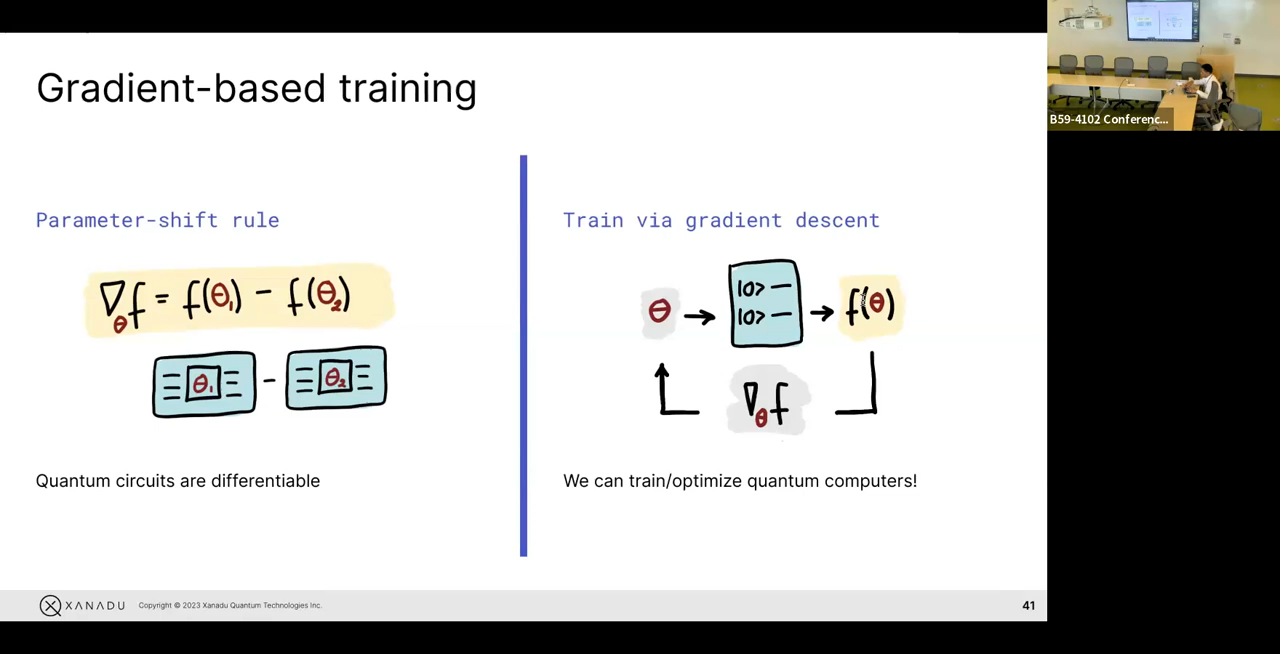 Gradient-based training
Parameter-shift rule
∇θf = f(θ₁) − f(θ₂)
θ₁ − θ₂
Quantum circuits are differentiable
Train via gradient descent
θ → |0> — → f(θ)
|0> —
∇θf
We can train/optimize quantum computers!
XANADU
Copyright © 2023 Xanadu Quantum Technologies Inc.
41
B59-4102 Conferenc...